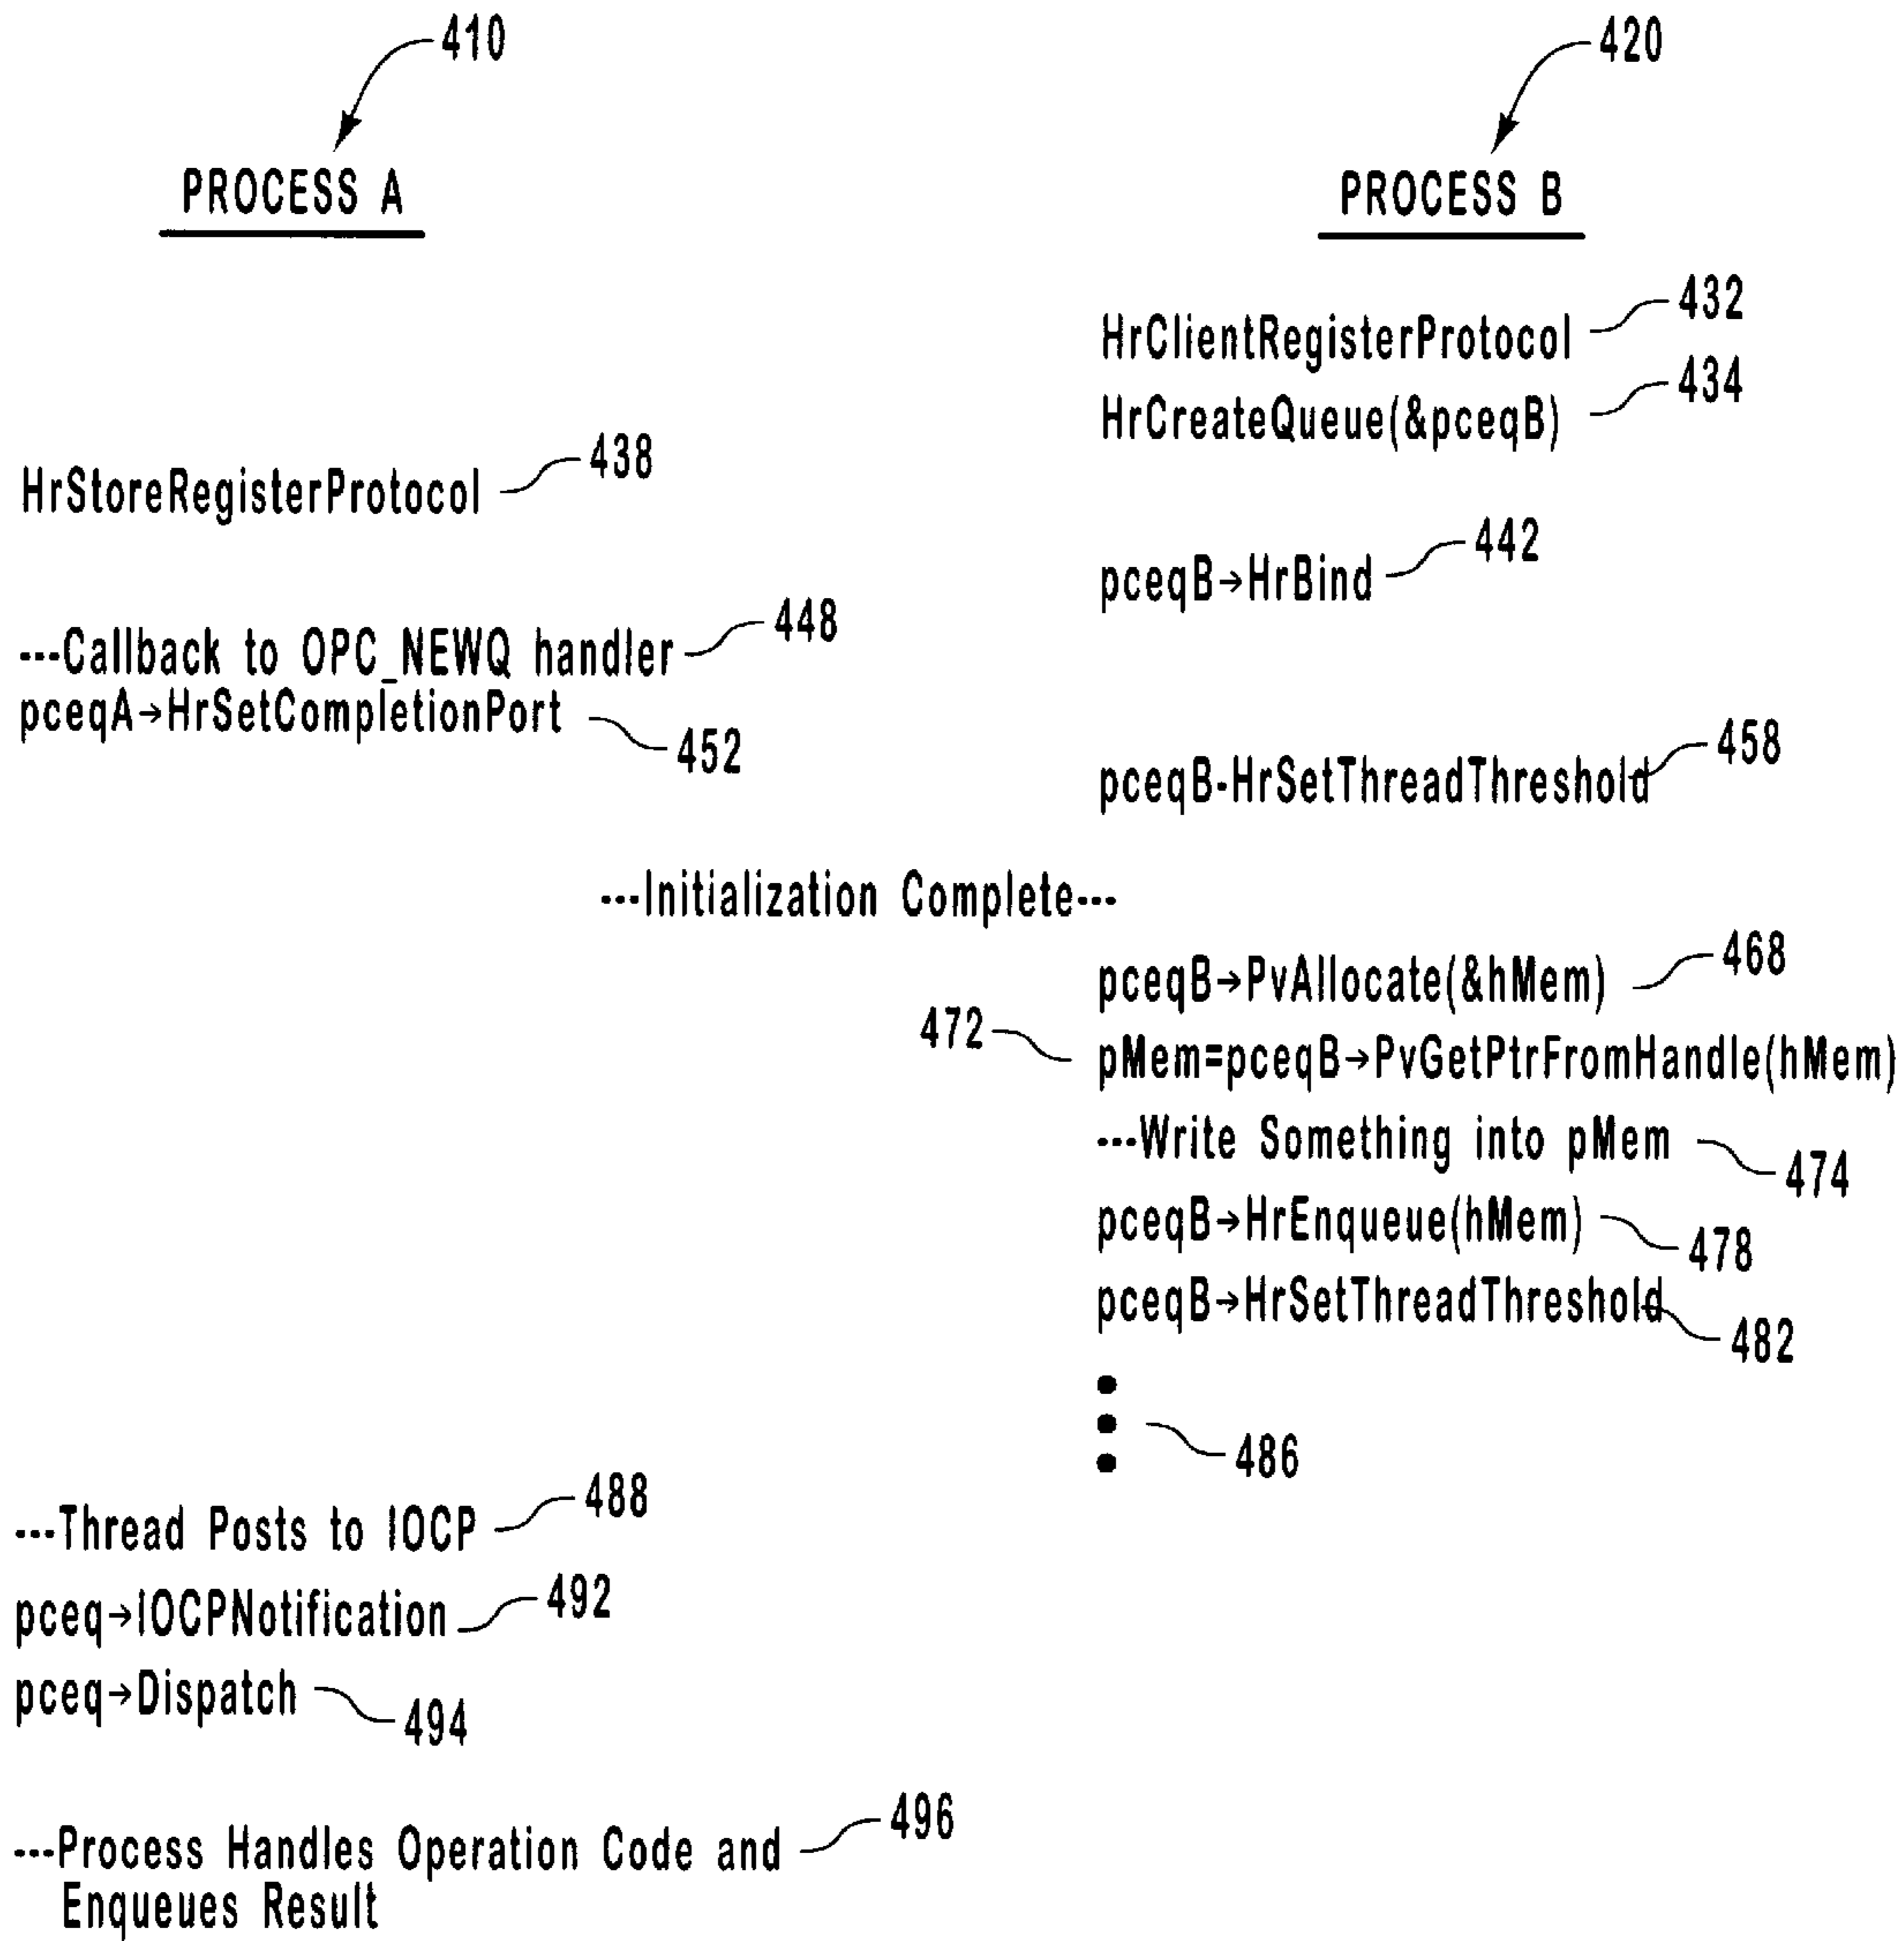 410
420
PROCESS A
PROCESS B
432
HrClientRegisterProtocol
434
HrCreateQueue(&pceqB)
438
HrStoreRegisterProtocol
442
pceqB→HrBind
448
---Callback to OPC_NEWQ handler
pceqA→HrSetCompletionPort
452
458
pceqB-HrSetThreadThreshold
---Initialization Complete---
468
pceqB→PvAllocate(&hMem)
472
pMem=pceqB→PvGetPtrFromHandle(hMem)
---Write Something into pMem
474
pceqB→HrEnqueue(hMem)
478
pceqB→HrSetThreadThreshold
482
486
488
---Thread Posts to IOCP
492
pceq→IOCPNotification
pceq→Dispatch
494
496
---Process Handles Operation Code and
Enqueues Result